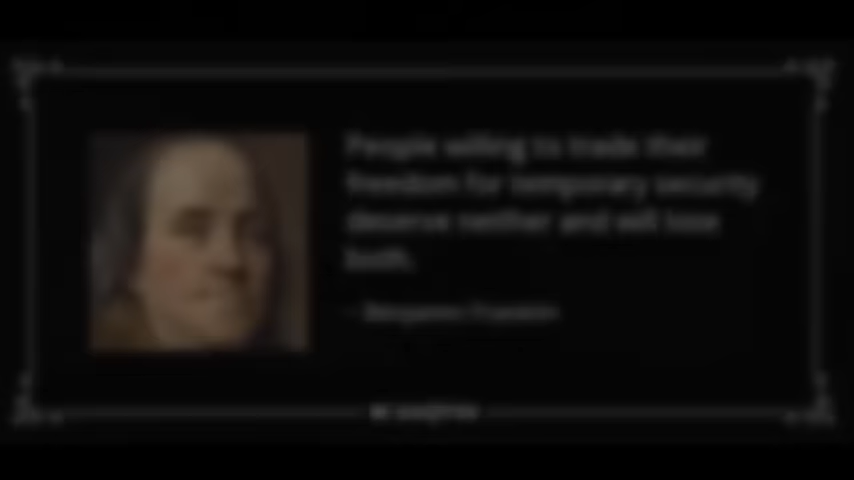 People willing to trade their
freedom for temporary security
deserve neither and will lose
both.
- Benjamin Franklin